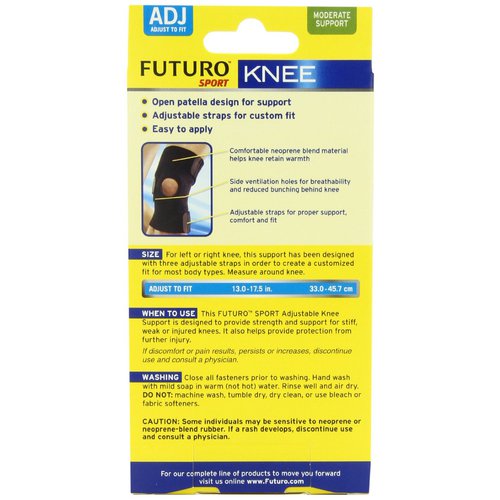 ADJ
ADJUST TO FIT
MODERATE
SUPPORT
FUTURO™
SPORT
KNEE
• Open patella design for support
• Adjustable straps for custom fit
• Easy to apply
Comfortable neoprene blend material
helps knee retain warmth
Side ventilation holes for breathability
and reduced bunching behind knee
Adjustable straps for proper support,
comfort and fit
SIZE For left or right knee, this support has been designed
with three adjustable straps in order to create a customized
fit for most body types. Measure around knee.
ADJUST TO FIT 13.0-17.5 in. 33.0-45.7 cm
WHEN TO USE This FUTURO™ SPORT Adjustable Knee
Support is designed to provide strength and support for stiff,
weak or injured knees. It also helps provide protection from
further injury.
If discomfort or pain results, persists or increases, discontinue
use and consult a physician.
WASHING Close all fasteners prior to washing. Hand wash
with mild soap in warm (not hot) water. Rinse well and air dry.
DO NOT: machine wash, tumble dry, dry clean, or use bleach or
fabric softeners.
CAUTION: Some individuals may be sensitive to neoprene or
neoprene-blend rubber. If a rash develops, discontinue use
and consult a physician.
For our complete line of products to move you forward
visit us online www.Futuro.com